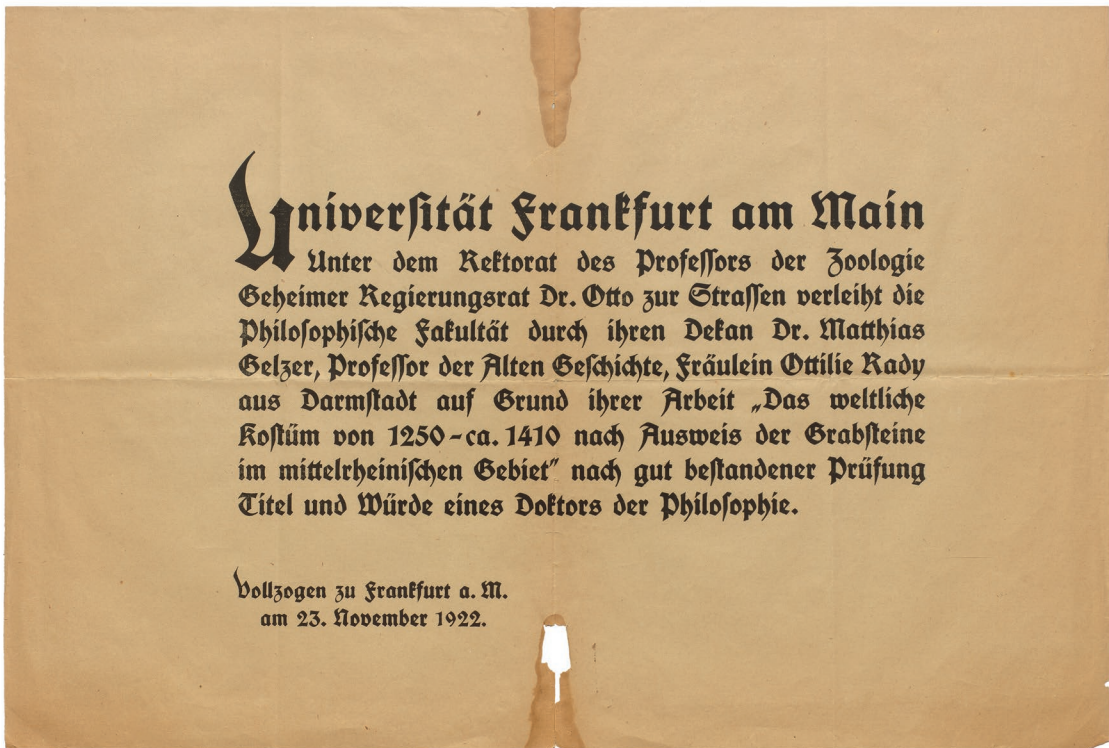 Universität Frankfurt am Main
Unter dem Rektorat des Professors der Zoologie
Geheimer Regierungsrat Dr. Otto zur Strassen verleiht die
Philosophische Fakultät durch ihren Dekan Dr. Matthias
Gelzer, Professor der Alten Geschichte, Fräulein Ottilie Rady
aus Darmstadt auf Grund ihrer Arbeit „Das weltliche
Kostüm von 1250-ca. 1410 nach Ausweis der Grabsteine
im mittelrheinischen Gebiet" nach gut bestandener Prüfung
Titel und Würde eines Doktors der Philosophie.
Vollzogen zu Frankfurt a. M.
am 23. November 1922.